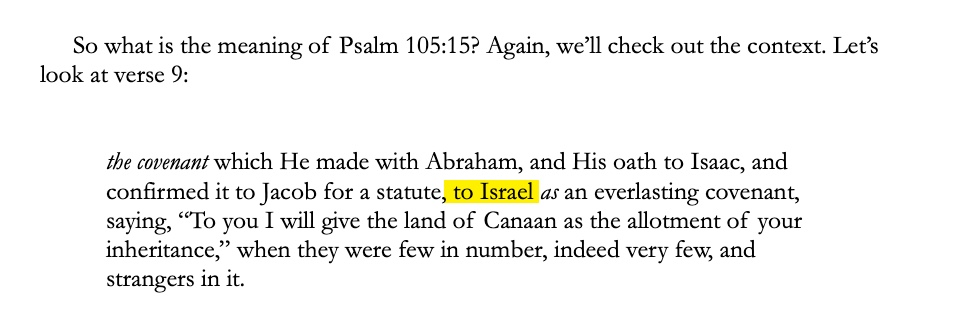 So what is the meaning of Psalm 105:15? Again, we’ll check out the context. Let’s
look at verse 9:
the covenant which He made with Abraham, and His oath to Isaac, and
confirmed it to Jacob for a statute, to Israel as an everlasting covenant,
saying, “To you I will give the land of Canaan as the allotment of your
inheritance,” when they were few in number, indeed very few, and
strangers in it.